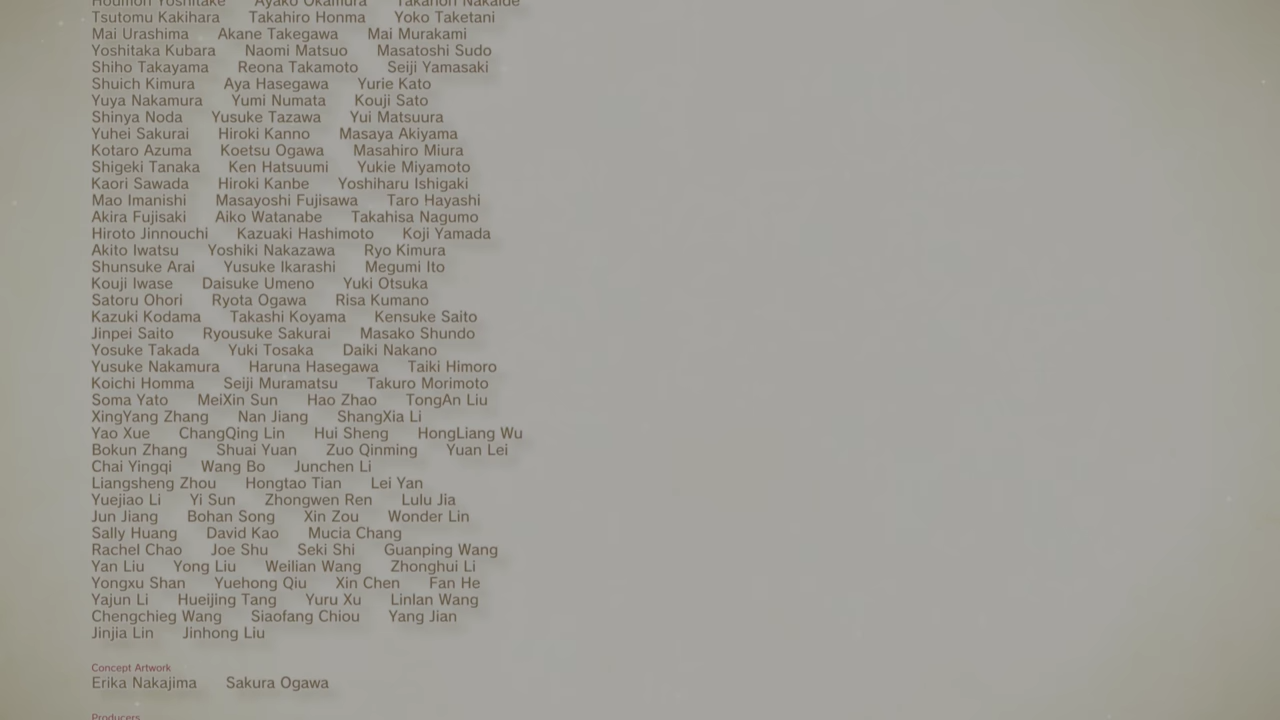 Houmon Yoshitake Ayako Okamura Takanori Nakaide
Tsutomu Kakihara Takahiro Honma Yoko Taketani
Mai Urashima Akane Takegawa Mai Murakami
Yoshitaka Kubara Naomi Matsuo Masatoshi Sudo
Shiho Takayama Reona Takamoto Seiji Yamasaki
Shuich Kimura Aya Hasegawa Yurie Kato
Yuya Nakamura Yumi Numata Kouji Sato
Shinya Noda Yusuke Tazawa Yui Matsuura
Yuhei Sakurai Hiroki Kanno Masaya Akiyama
Kotaro Azuma Koetsu Ogawa Masahiro Miura
Shigeki Tanaka Ken Hatsuumi Yukie Miyamoto
Kaori Sawada Hiroki Kanbe Yoshiharu Ishigaki
Mao Imanishi Masayoshi Fujisawa Taro Hayashi
Akira Fujisaki Aiko Watanabe Takahisa Nagumo
Hiroto Jinnouchi Kazuaki Hashimoto Koji Yamada
Akito Iwatsu Yoshiki Nakazawa Ryo Kimura
Shunsuke Arai Yusuke Ikarashi Megumi Ito
Kouji Iwase Daisuke Umeno Yuki Otsuka
Satoru Ohori Ryota Ogawa Risa Kumano
Kazuki Kodama Takashi Koyama Kensuke Saito
Jinpei Saito Ryousuke Sakurai Masako Shundo
Yosuke Takada Yuki Tosaka Daiki Nakano
Yusuke Nakamura Haruna Hasegawa Taiki Himoro
Koichi Homma Seiji Muramatsu Takuro Morimoto
Soma Yato MeiXin Sun Hao Zhao TongAn Liu
XingYang Zhang Nan Jiang ShangXia Li
Yao Xue ChangQing Lin Hui Sheng HongLiang Wu
Bokun Zhang Shuai Yuan Zuo Qinming Yuan Lei
Chai Yingqi Wang Bo Junchen Li
Liangsheng Zhou Hongtao Tian Lei Yan
Yuejiao Li Yi Sun Zhongwen Ren Lulu Jia
Jun Jiang Bohan Song Xin Zou Wonder Lin
Sally Huang David Kao Mucia Chang
Rachel Chao Joe Shu Seki Shi Guanping Wang
Yan Liu Yong Liu Weilian Wang Zhonghui Li
Yongxu Shan Yuehong Qiu Xin Chen Fan He
Yajun Li Hueijing Tang Yuru Xu Linlan Wang
Chengchieg Wang Siaofang Chiou Yang Jian
Jinjia Lin Jinhong Liu
Concept Artwork
Erika Nakajima Sakura Ogawa
Producers